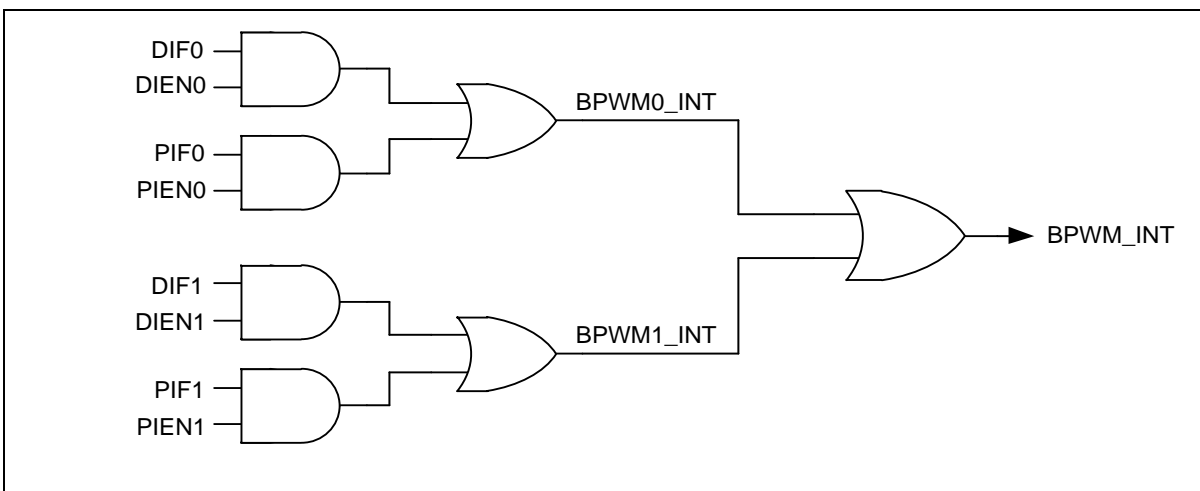 DIF0
DIEN0
PIF0
PIEN0
BPWM0_INT
DIF1
DIEN1
PIF1
PIEN1
BPWM1_INT
BPWM_INT